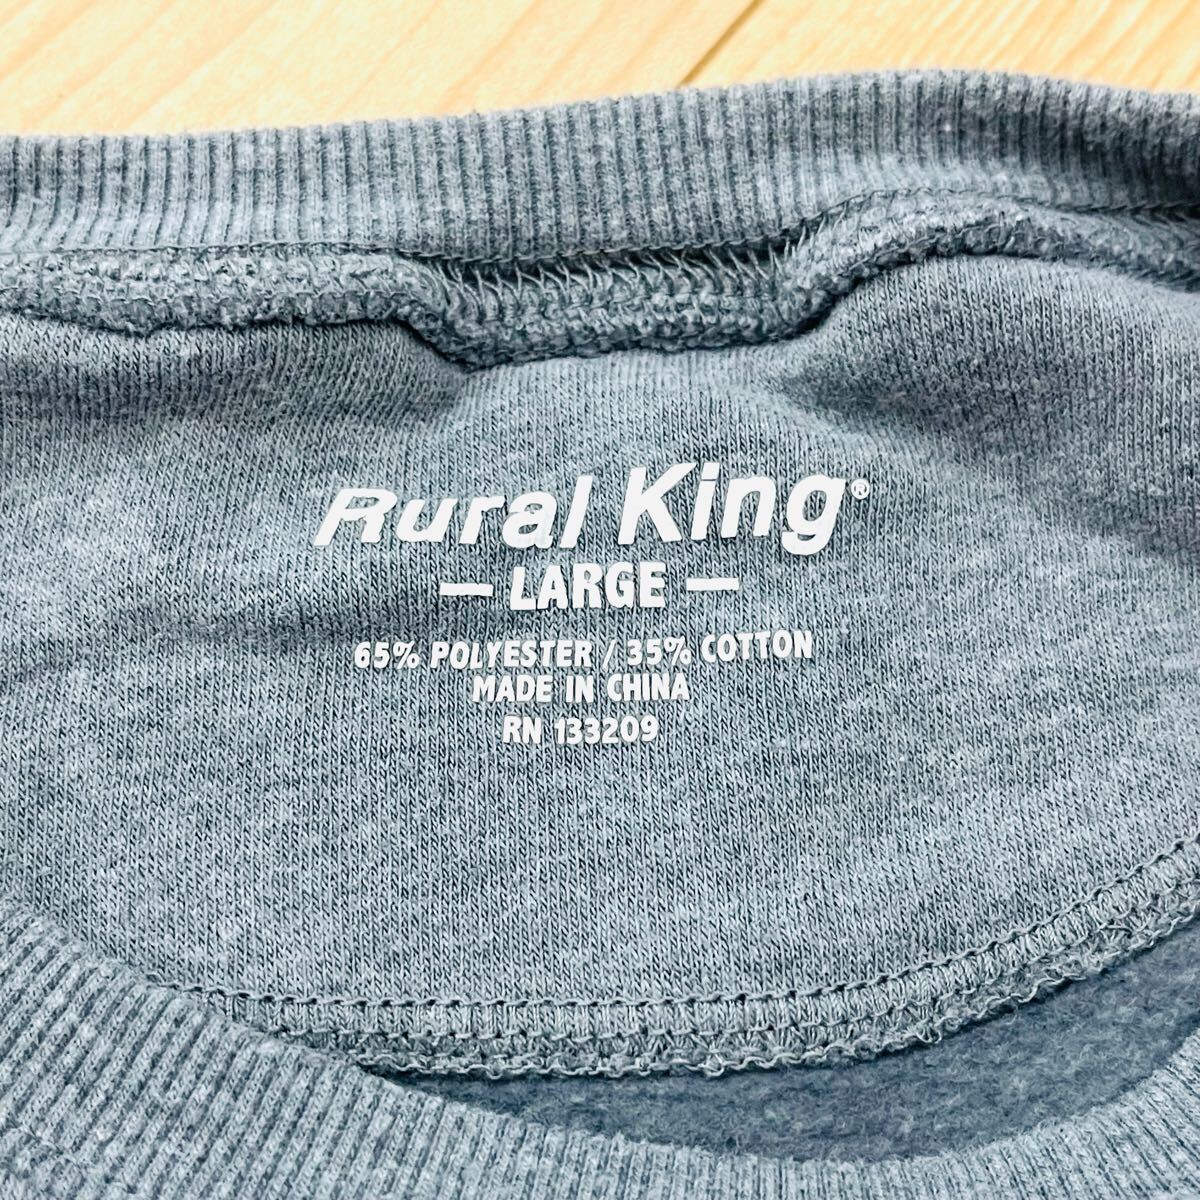 Rural King®
— LARGE —
65% POLYESTER / 35% COTTON
MADE IN CHINA
RN 133209